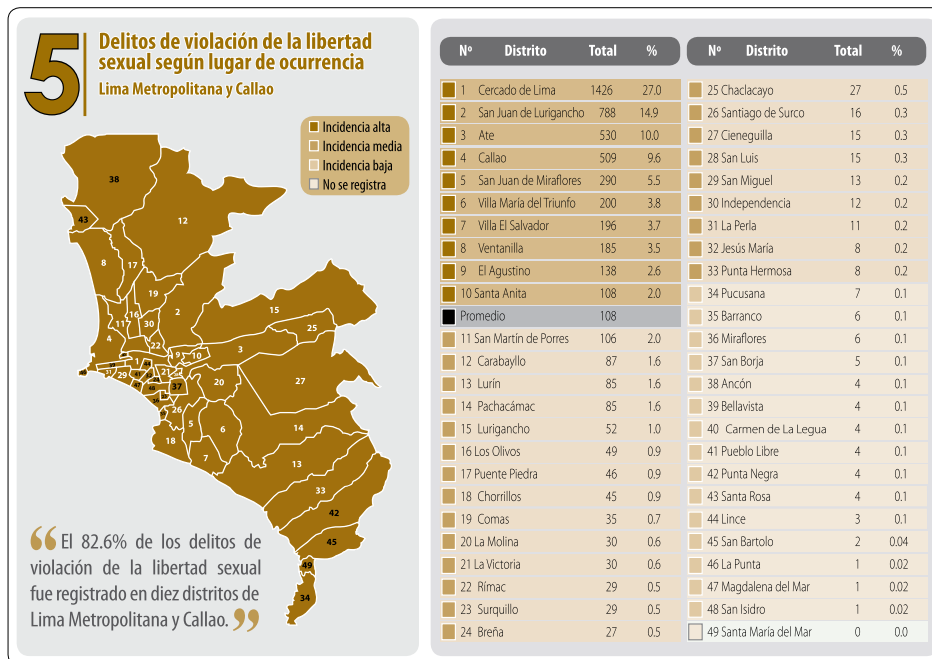 5
Delitos de violación de la libertad
sexual según lugar de ocurrencia
Lima Metropolitana y Callao
Incidencia alta
Incidencia media
Incidencia baja
No se registra
38
12
43
8
17
19
2
15
16
11
30
4
22
25
3
9
10
1
21
29
41
47
37
20
27
26
5
6
14
18
7
13
33
42
45
49
34
“ El 82.6% de los delitos de
violación de la libertad sexual
fue registrado en diez distritos de
Lima Metropolitana y Callao. ”
Nº Distrito Total %
1 Cercado de Lima 1426 27.0
2 San Juan de Lurigancho 788 14.9
3 Ate 530 10.0
4 Callao 509 9.6
5 San Juan de Miraflores 290 5.5
6 Villa María del Triunfo 200 3.8
7 Villa El Salvador 196 3.7
8 Ventanilla 185 3.5
9 El Agustino 138 2.6
10 Santa Anita 108 2.0
Promedio 108
11 San Martín de Porres 106 2.0
12 Carabayllo 87 1.6
13 Lurín 85 1.6
14 Pachacámac 85 1.6
15 Lurigancho 52 1.0
16 Los Olivos 49 0.9
17 Puente Piedra 46 0.9
18 Chorrillos 45 0.9
19 Comas 35 0.7
20 La Molina 30 0.6
21 La Victoria 30 0.6
22 Rímac 29 0.5
23 Surquillo 29 0.5
24 Breña 27 0.5
Nº Distrito Total %
25 Chaclacayo 27 0.5
26 Santiago de Surco 16 0.3
27 Cieneguilla 15 0.3
28 San Luis 15 0.3
29 San Miguel 13 0.2
30 Independencia 12 0.2
31 La Perla 11 0.2
32 Jesús María 8 0.2
33 Punta Hermosa 8 0.2
34 Pucusana 7 0.1
35 Barranco 6 0.1
36 Miraflores 6 0.1
37 San Borja 5 0.1
38 Ancón 4 0.1
39 Bellavista 4 0.1
40 Carmen de La Legua 4 0.1
41 Pueblo Libre 4 0.1
42 Punta Negra 4 0.1
43 Santa Rosa 4 0.1
44 Lince 3 0.1
45 San Bartolo 2 0.04
46 La Punta 1 0.02
47 Magdalena del Mar 1 0.02
48 San Isidro 1 0.02
49 Santa María del Mar 0 0.0